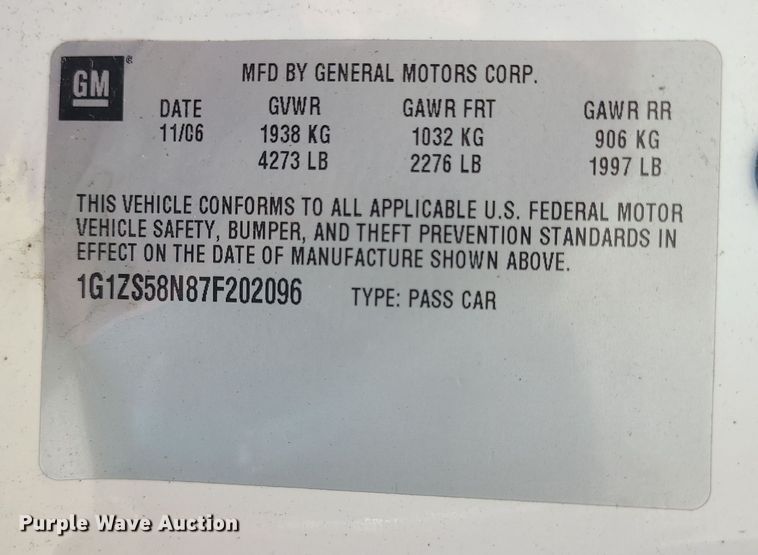 GM
MFD BY GENERAL MOTORS CORP.
DATE GVWR GAWR FRT GAWR RR
11/06 1938 KG 1032 KG 906 KG
4273 LB 2276 LB 1997 LB
THIS VEHICLE CONFORMS TO ALL APPLICABLE U.S. FEDERAL MOTOR
VEHICLE SAFETY, BUMPER, AND THEFT PREVENTION STANDARDS IN
EFFECT ON THE DATE OF MANUFACTURE SHOWN ABOVE.
1G1ZS58N87F202096 TYPE: PASS CAR
Purple Wave Auction